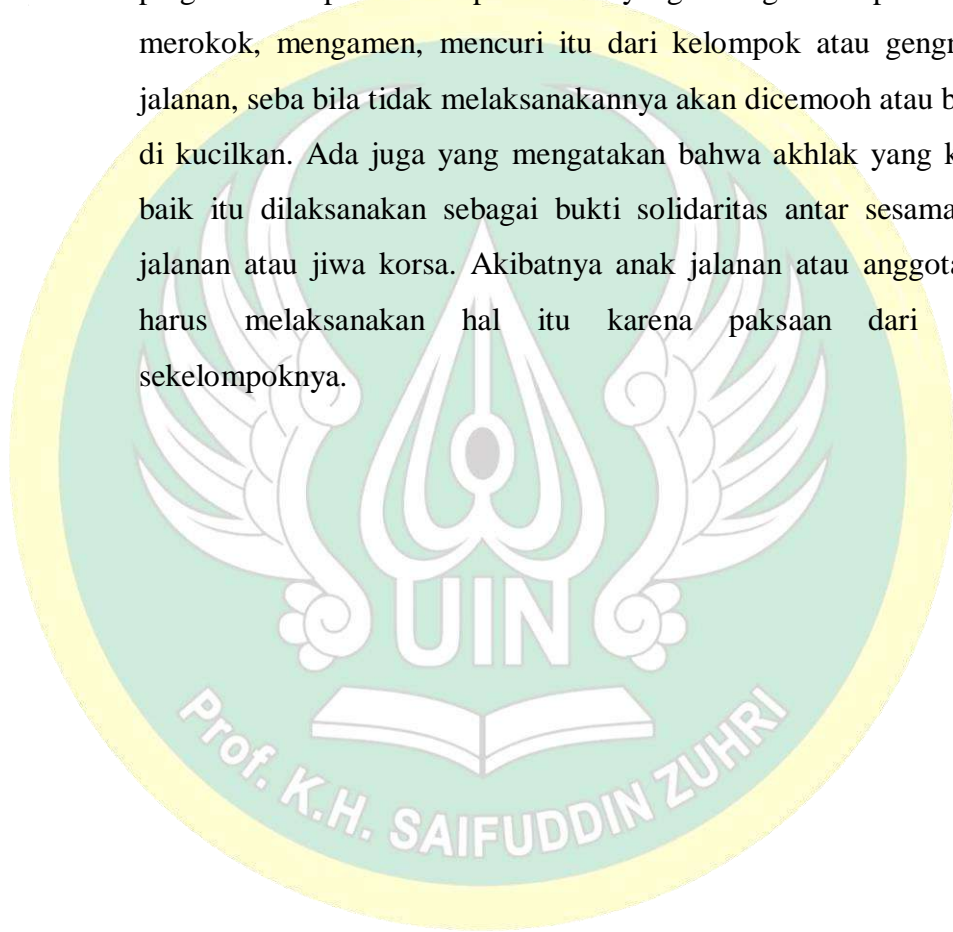 merokok, mengamen, mencuri itu dari kelompok atau gengn
jalanan, seba bila tidak melaksanakannya akan dicemooh atau b
di kucilkan. Ada juga yang mengatakan bahwa akhlak yang k
baik itu dilaksanakan sebagai bukti solidaritas antar sesama
jalanan atau jiwa korsa. Akibatnya anak jalanan atau anggota
harus melaksanakan hal itu karena paksaan dari
sekelompoknya.
UIN
Prof. K.H. SAIFUDDIN ZUHRI